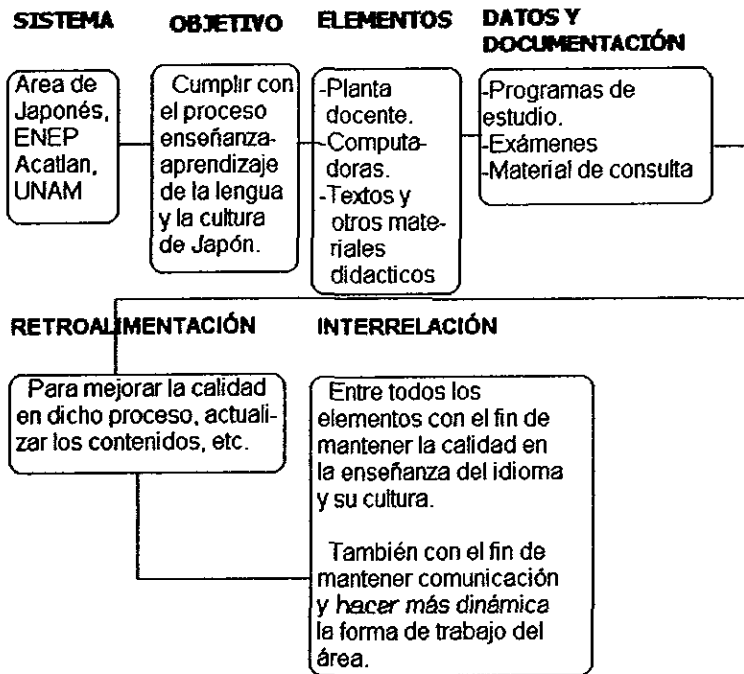 SISTEMA
Area de
Japonés,
ENEP
Acatlan,
UNAM
OBJETIVO
Cumplir con
el proceso
enseñanza-
aprendizaje
de la lengua
y la cultura
de Japón.
ELEMENTOS
-Planta
docente.
-Computa-
doras.
-Textos y
otros mate-
riales
didacticos
DATOS Y
DOCUMENTACIÓN
-Programas de
estudio.
-Exámenes
-Material de consulta
RETROALIMENTACIÓN
Para mejorar la calidad
en dicho proceso, actuali-
zar los contenidos, etc.
INTERRELACIÓN
Entre todos los
elementos con el fin de
mantener la calidad en
la enseñanza del idioma
y su cultura.
También con el fin de
mantener comunicación
y hacer más dinámica
la forma de trabajo del
área.